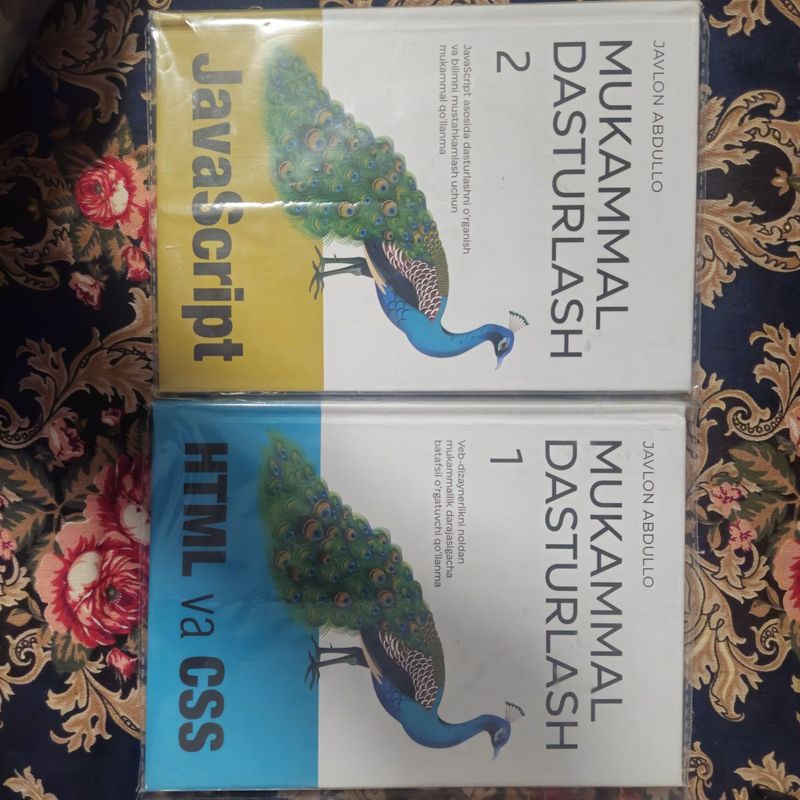 JAVLON ABDULLO
MUKAMMAL
DASTURLASH
2
JavaScript asosida dasturlashni o'rganish
va bilimni mustahkamlash uchun
mukammal qo'llanma
JavaScript
JAVLON ABDULLO
MUKAMMAL
DASTURLASH
1
Veb-dizaynerlikni noldan
mukammallik darajasigacha
batafsil o'rgatuvchi qo'llanma
HTML va CSS